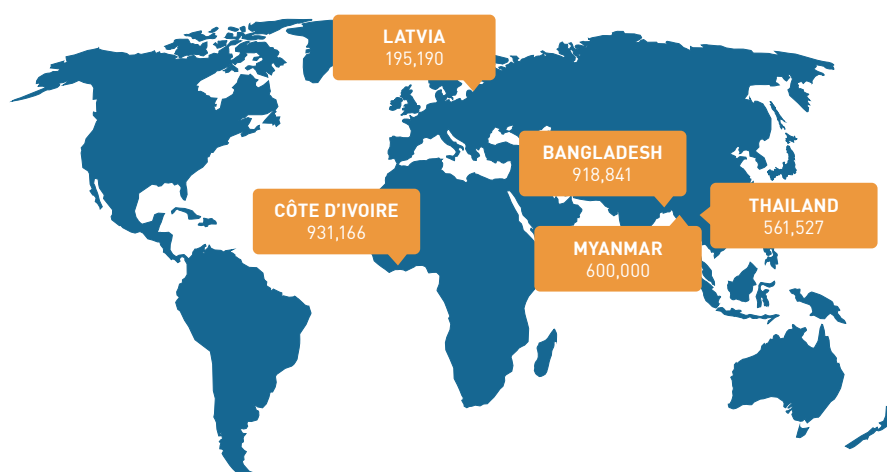 LATVIA
195,190
BANGLADESH
918,841
CÔTE D'IVOIRE
931,166
THAILAND
561,527
MYANMAR
600,000